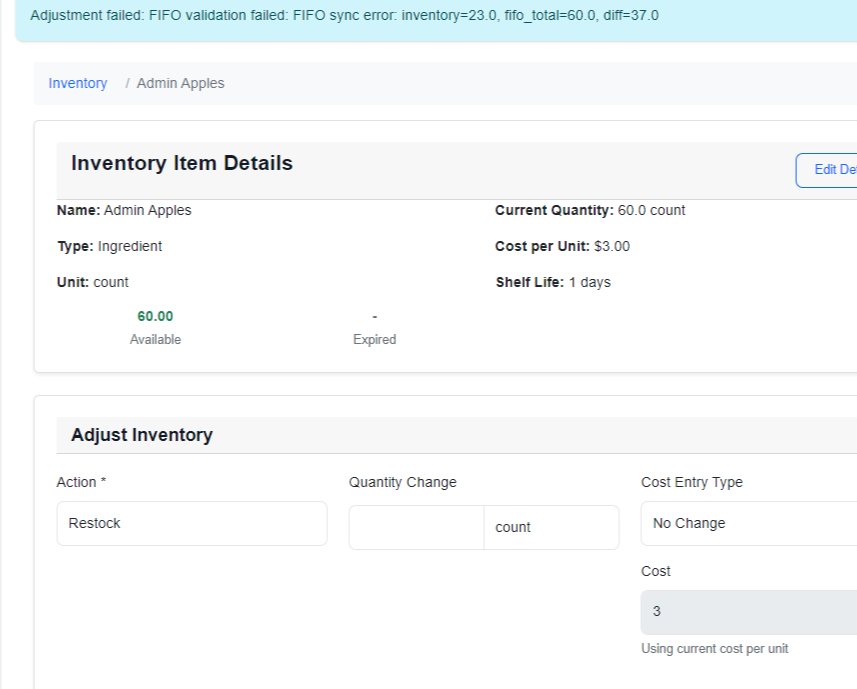 Adjustment failed: FIFO validation failed: FIFO sync error: inventory=23.0, fifo_total=60.0, diff=37.0
Inventory / Admin Apples
Inventory Item Details
Edit
Name: Admin Apples
Current Quantity: 60.0 count
Type: Ingredient
Cost per Unit: $3.00
Unit: count
Shelf Life: 1 days
60.00
-
Available
Expired
Adjust Inventory
Action *
Quantity Change
Cost Entry Type
Restock
count
No Change
Cost
3
Using current cost per unit